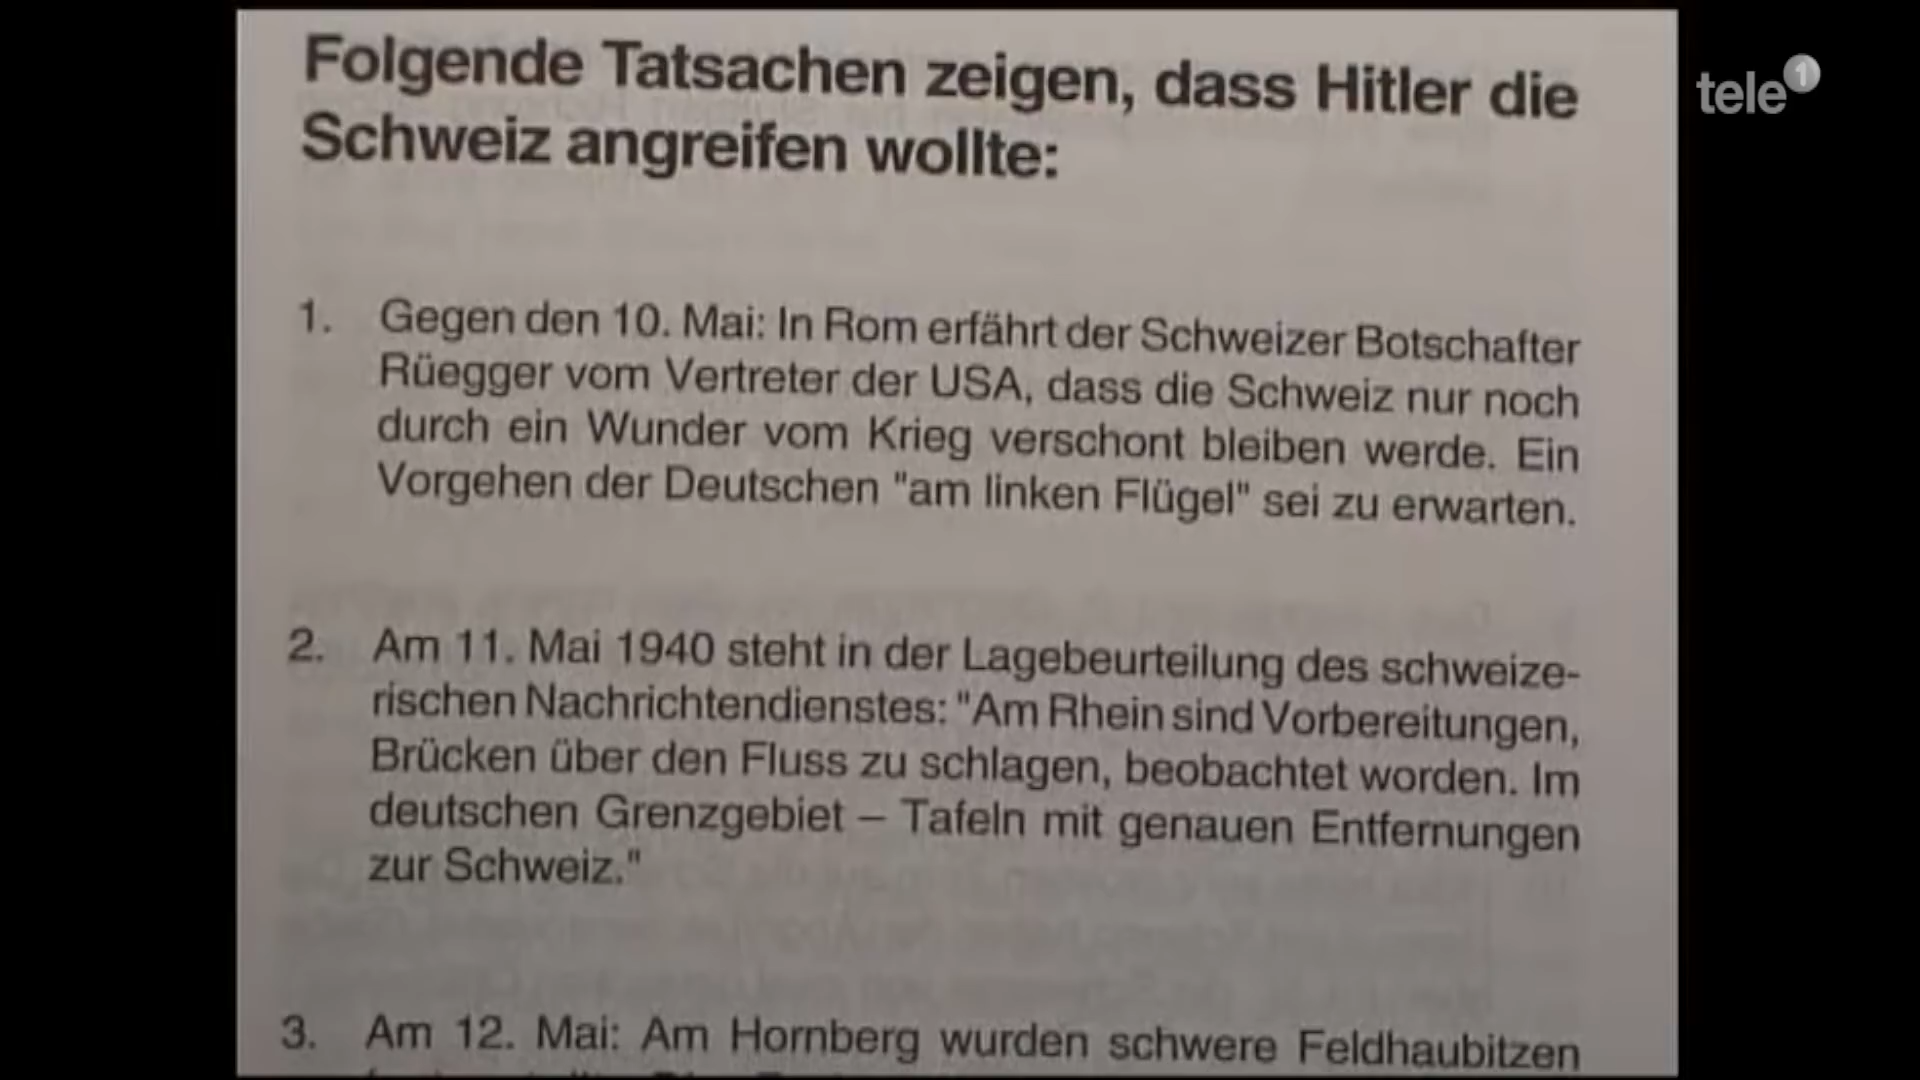 Folgende Tatsachen zeigen, dass Hitler die
Schweiz angreifen wollte:
tele1
1. Gegen den 10. Mai: In Rom erfährt der Schweizer Botschafter
Rüegger vom Vertreter der USA, dass die Schweiz nur noch
durch ein Wunder vom Krieg verschont bleiben werde. Ein
Vorgehen der Deutschen "am linken Flügel" sei zu erwarten.
2. Am 11. Mai 1940 steht in der Lagebeurteilung des schweize-
rischen Nachrichtendienstes: "Am Rhein sind Vorbereitungen,
Brücken über den Fluss zu schlagen, beobachtet worden. Im
deutschen Grenzgebiet – Tafeln mit genauen Entfernungen
zur Schweiz."
3. Am 12. Mai: Am Hornberg wurden schwere Feldhaubitzen